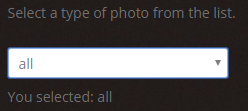 Select a type of photo from the list.
all
You selected: all